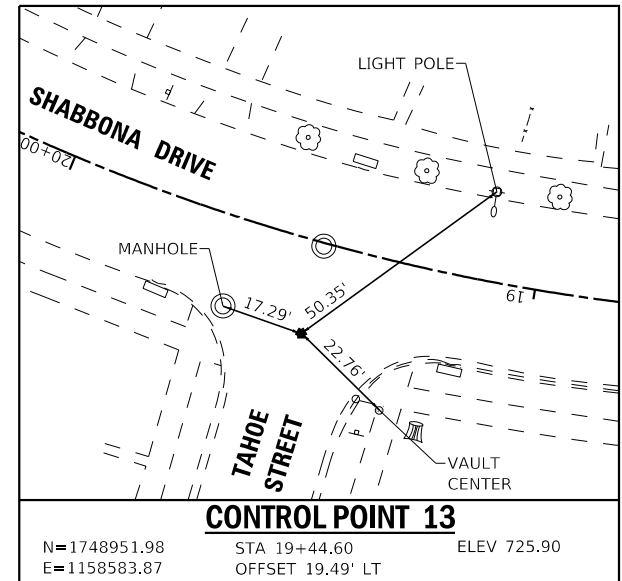 LIGHT POLE
SHABBONA DRIVE
20+00
MANHOLE
17.29'
50.35'
19
22.76'
TAHOE
STREET
VAULT
CENTER
CONTROL POINT 13
N=1748951.98 STA 19+44.60 ELEV 725.90
E=1158583.87 OFFSET 19.49' LT